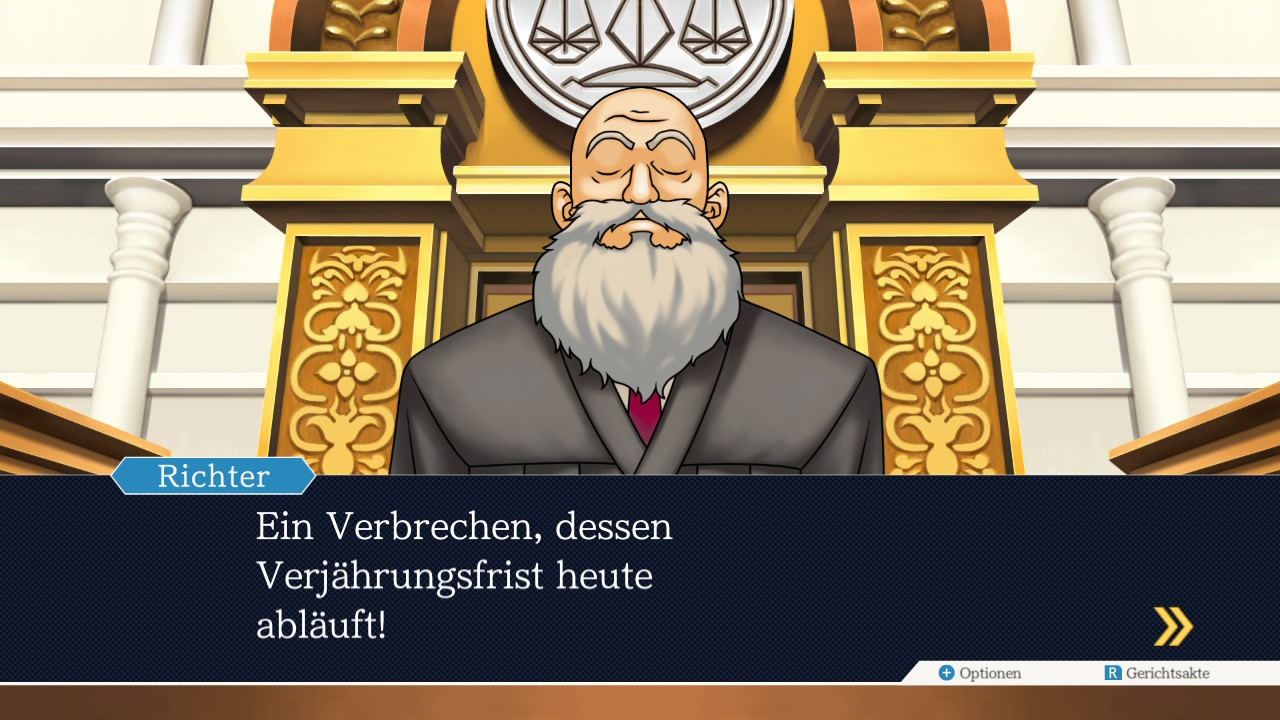 Richter
Ein Verbrechen, dessen
Verjährungsfrist heute
abläuft!
Optionen
R Gerichtsakte